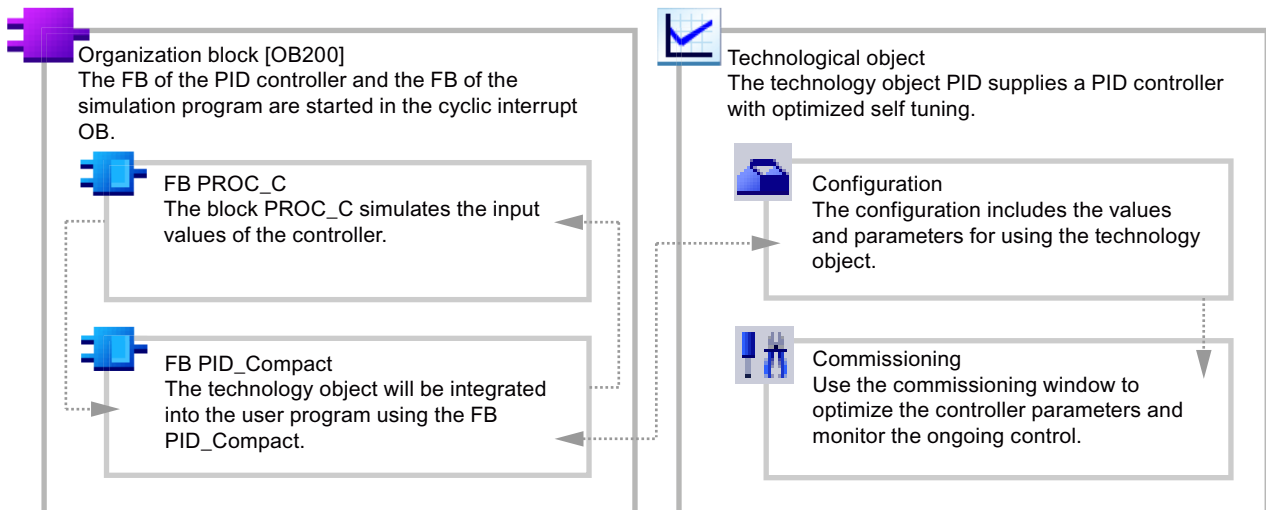 Organization block [OB200]
The FB of the PID controller and the FB of the
simulation program are started in the cyclic interrupt
OB.
FB PROC_C
The block PROC_C simulates the input
values of the controller.
FB PID_Compact
The technology object will be integrated
into the user program using the FB
PID_Compact.
Technological object
The technology object PID supplies a PID controller
with optimized self tuning.
Configuration
The configuration includes the values
and parameters for using the technology
object.
Commissioning
Use the commissioning window to
optimize the controller parameters and
monitor the ongoing control.